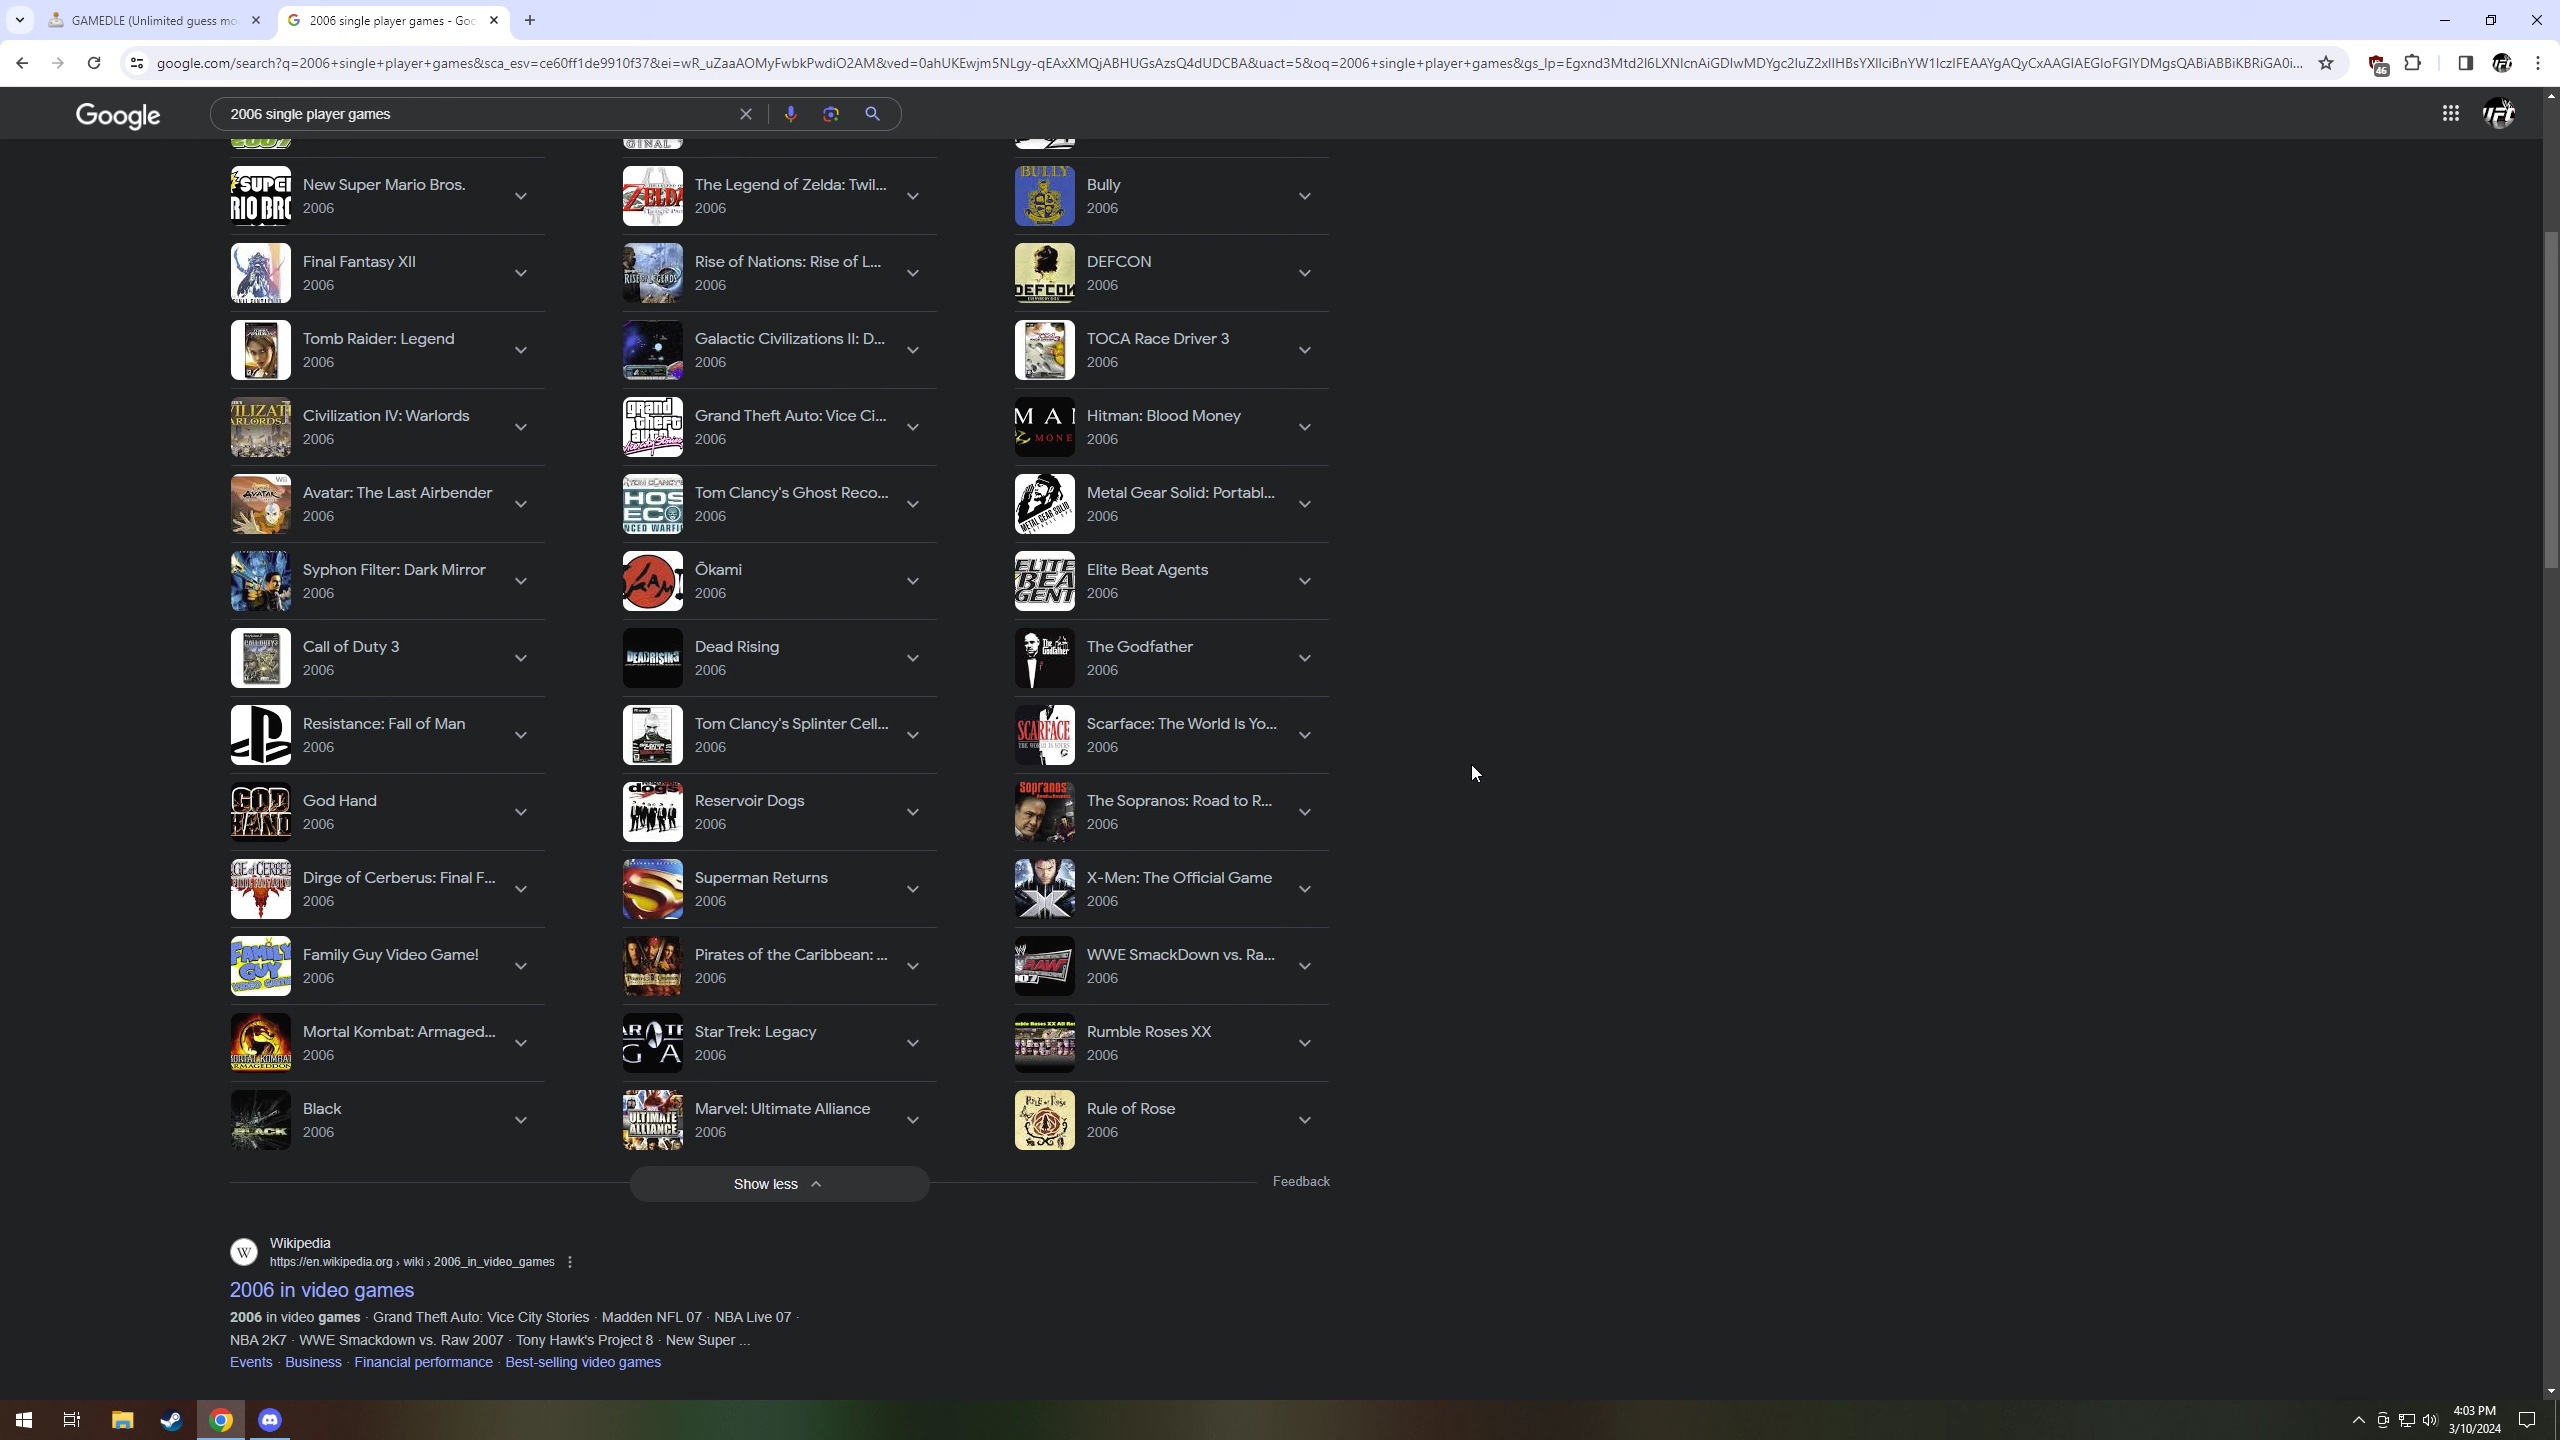 GAMEDLE (Unlimited guess mo
2006 single player games - Goo
google.com/search?q=2006+single+player+games&sca_esv=ce60ff1de9910f37&ei=wR_uZaaAOMyFwbkPwdiO2AM&ved=0ahUKEwjm5NLgy-qEAxXMQjABHUGsAzsQ4dUDCBA&uact=5&oq=2006+single+player+games&gs_lp=Egxnd3Mtd2l6LXNlcnAiGDIwMDYgc2luZ2xlIHBsYXllciBnYW1lczIFEAAYgAQyCxAAGIAEGIoFGIYDMgsQABiABBiKBRiGA0i...
46
Google
2006 single player games
2007
GINAL
New Super Mario Bros.
2006
The Legend of Zelda: Twil...
2006
Bully
2006
Final Fantasy XII
2006
Rise of Nations: Rise of L...
2006
DEFCON
2006
Tomb Raider: Legend
2006
Galactic Civilizations II: D...
2006
TOCA Race Driver 3
2006
Civilization IV: Warlords
2006
Grand Theft Auto: Vice Ci...
2006
Hitman: Blood Money
2006
Avatar: The Last Airbender
2006
Tom Clancy's Ghost Reco...
2006
Metal Gear Solid: Portabl...
2006
Syphon Filter: Dark Mirror
2006
Ōkami
2006
Elite Beat Agents
2006
Call of Duty 3
2006
Dead Rising
2006
The Godfather
2006
Resistance: Fall of Man
2006
Tom Clancy's Splinter Cell...
2006
Scarface: The World Is Yo...
2006
God Hand
2006
Reservoir Dogs
2006
The Sopranos: Road to R...
2006
Dirge of Cerberus: Final F...
2006
Superman Returns
2006
X-Men: The Official Game
2006
Family Guy Video Game!
2006
Pirates of the Caribbean: ...
2006
WWE SmackDown vs. Ra...
2006
Mortal Kombat: Armaged...
2006
Star Trek: Legacy
2006
Rumble Roses XX
2006
Black
2006
Marvel: Ultimate Alliance
2006
Rule of Rose
2006
Show less
Feedback
W
Wikipedia
https://en.wikipedia.org › wiki › 2006_in_video_games
2006 in video games
2006 in video games · Grand Theft Auto: Vice City Stories · Madden NFL 07 · NBA Live 07 ·
NBA 2K7 · WWE Smackdown vs. Raw 2007 · Tony Hawk's Project 8 · New Super ...
Events · Business · Financial performance · Best-selling video games
4:03 PM
3/10/2024